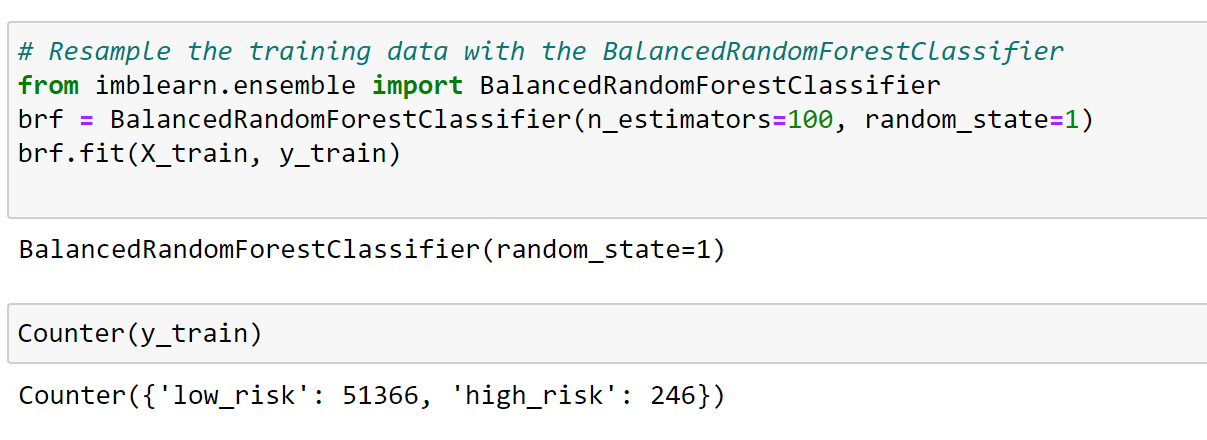 # Resample the training data with the BalancedRandomForestClassifier
from imblearn.ensemble import BalancedRandomForestClassifier
brf = BalancedRandomForestClassifier(n_estimators=100, random_state=1)
brf.fit(X_train, y_train)
BalancedRandomForestClassifier(random_state=1)
Counter(y_train)
Counter({'low_risk': 51366, 'high_risk': 246})